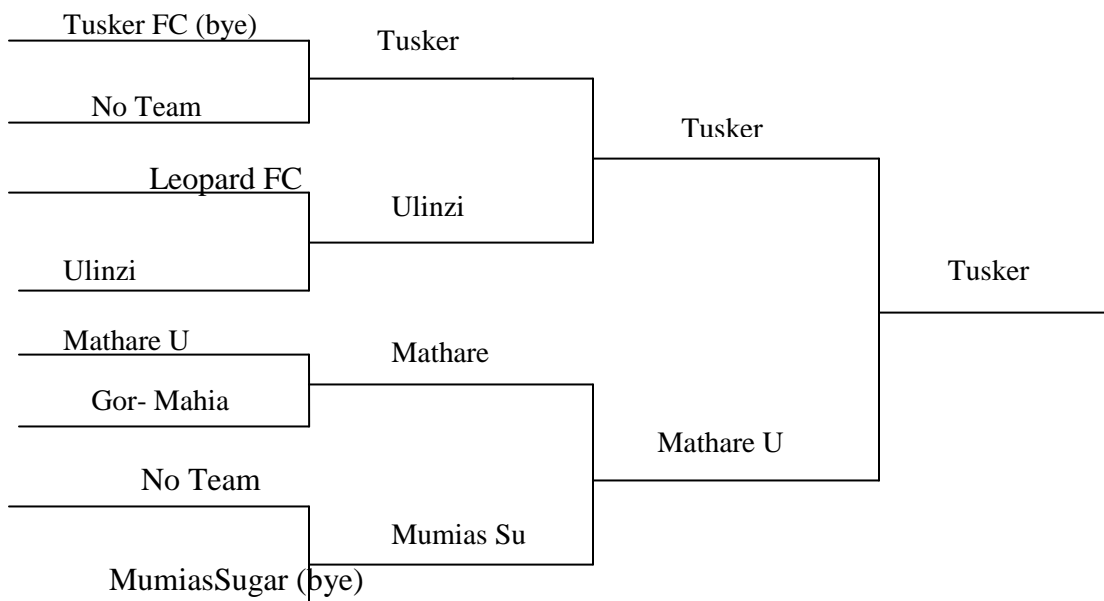 Tusker FC (bye)
Tusker
No Team
Tusker
Leopard FC
Ulinzi
Ulinzi
Tusker
Mathare U
Mathare
Gor- Mahia
Mathare U
No Team
Mumias Su
MumiasSugar (bye)